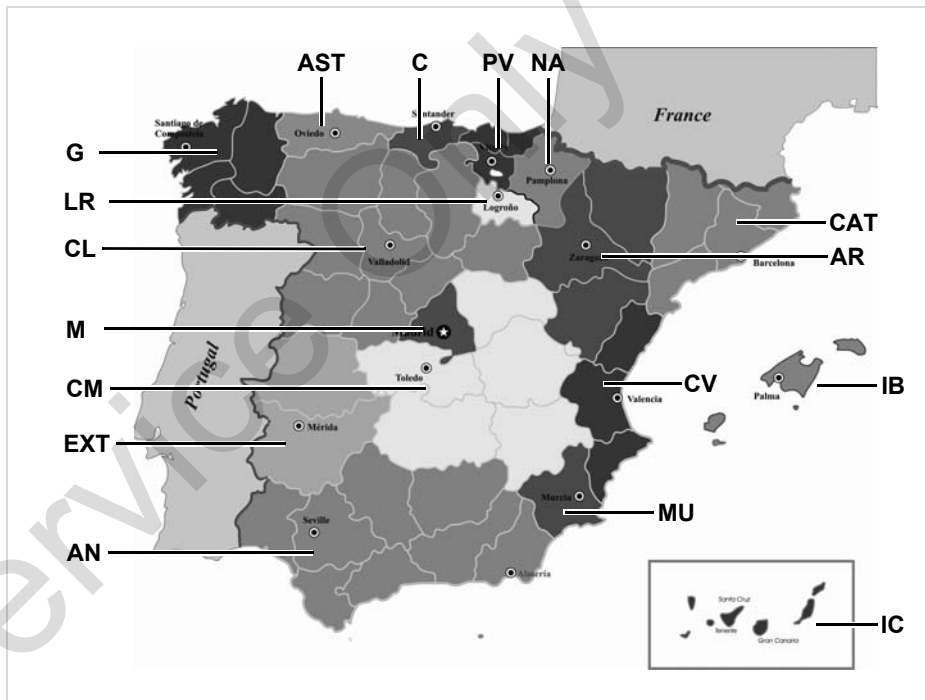 AST
C
PV
NA
Santander
France
Santiago de
Compostela
Oviedo
G
Pamplona
LR
Logroño
CAT
CL
Valladolid
Zaragoza
AR
Barcelona
M
Madrid
Portugal
Toledo
CM
CV
Palma
IB
Valencia
Mérida
EXT
Murcia
MU
Seville
AN
Almería
Santa Cruz
Tenerife
Gran Canaria
IC
Service Only